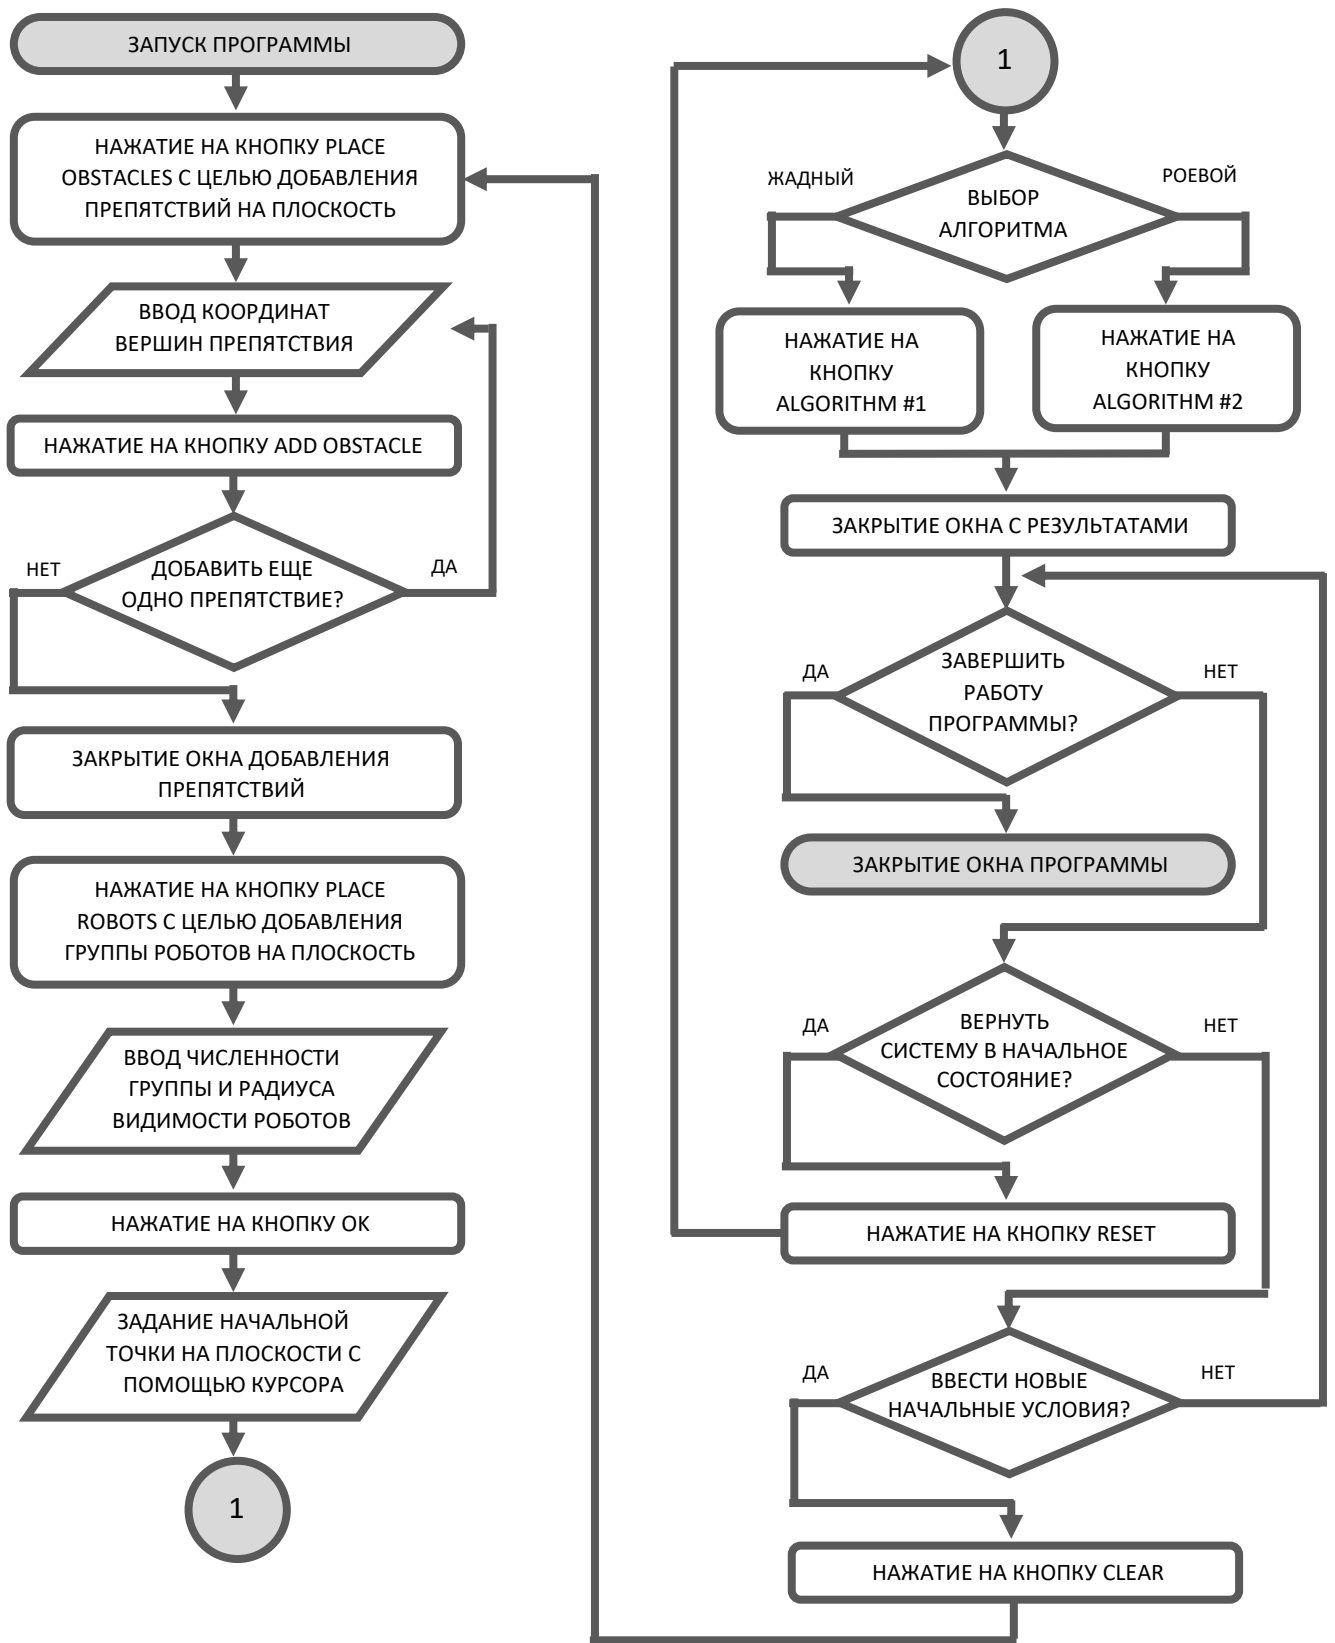 ЗАПУСК ПРОГРАММЫ
НАЖАТИЕ НА КНОПКУ PLACE
OBSTACLES С ЦЕЛЬЮ ДОБАВЛЕНИЯ
ПРЕПЯТСТВИЙ НА ПЛОСКОСТЬ
ВВОД КООРДИНАТ
ВЕРШИН ПРЕПЯТСТВИЯ
НАЖАТИЕ НА КНОПКУ ADD OBSTACLE
НЕТ
ДОБАВИТЬ ЕЩЕ
ОДНО ПРЕПЯТСТВИЕ?
ДА
ЗАКРЫТИЕ ОКНА ДОБАВЛЕНИЯ
ПРЕПЯТСТВИЙ
НАЖАТИЕ НА КНОПКУ PLACE
ROBOTS С ЦЕЛЬЮ ДОБАВЛЕНИЯ
ГРУППЫ РОБОТОВ НА ПЛОСКОСТЬ
ВВОД ЧИСЛЕННОСТИ
ГРУППЫ И РАДИУСА
ВИДИМОСТИ РОБОТОВ
НАЖАТИЕ НА КНОПКУ OK
ЗАДАНИЕ НАЧАЛЬНОЙ
ТОЧКИ НА ПЛОСКОСТИ С
ПОМОЩЬЮ КУРСОРА
1
1
ЖАДНЫЙ
ВЫБОР
АЛГОРИТМА
РОЕВОЙ
НАЖАТИЕ НА
КНОПКУ
ALGORITHM #1
НАЖАТИЕ НА
КНОПКУ
ALGORITHM #2
ЗАКРЫТИЕ ОКНА С РЕЗУЛЬТАТАМИ
ДА
ЗАВЕРШИТЬ
РАБОТУ
ПРОГРАММЫ?
НЕТ
ЗАКРЫТИЕ ОКНА ПРОГРАММЫ
ДА
ВЕРНУТЬ
СИСТЕМУ В НАЧАЛЬНОЕ
СОСТОЯНИЕ?
НЕТ
НАЖАТИЕ НА КНОПКУ RESET
ДА
ВВЕСТИ НОВЫЕ
НАЧАЛЬНЫЕ УСЛОВИЯ?
НЕТ
НАЖАТИЕ НА КНОПКУ CLEAR